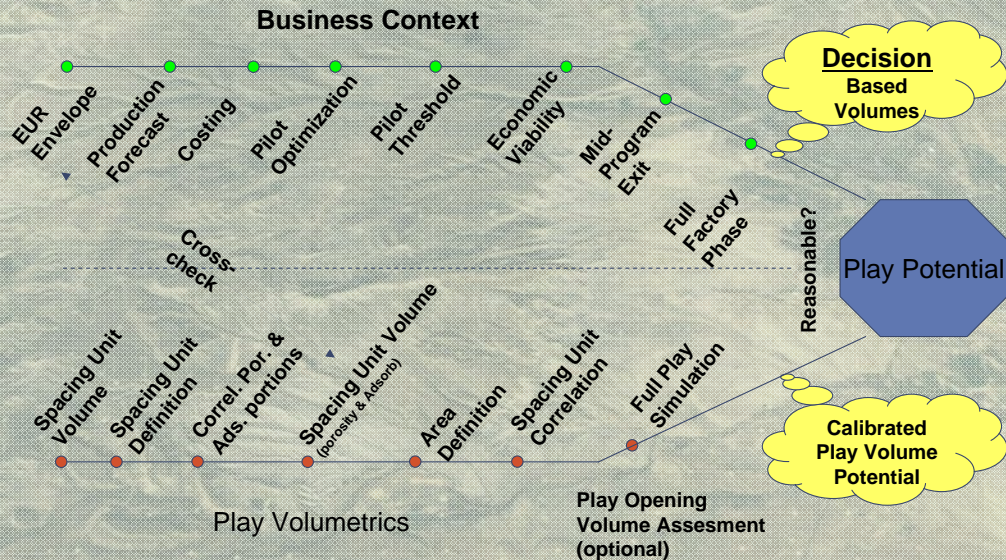 Business Context
EUR
Envelope
Production
Forecast
Costing
Pilot
Optimization
Pilot
Threshold
Economic
Viability
Mid-
Program
Exit
Full
Factory
Phase
Decision
Based
Volumes
Cross-
check
Reasonable?
Play Potential
Spacing Unit
Volume
Spacing Unit
Definition
Correl. Por. &
Ads. portions
Spacing Unit Volume
(porosity & Adsorb)
Area
Definition
Spacing Unit
Correlation
Full Play
Simulation
Calibrated
Play Volume
Potential
Play Volumetrics
Play Opening
Volume Assesment
(optional)